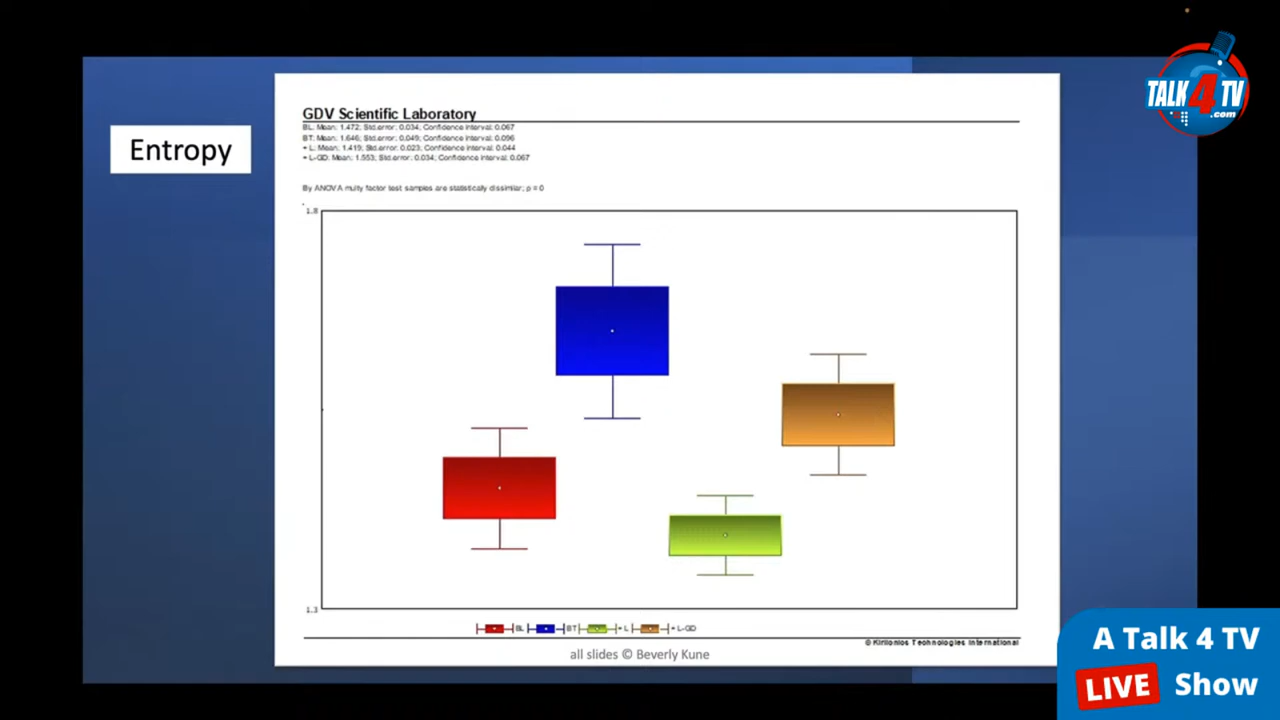 TALK 4 TV
.com
Entropy
GDV Scientific Laboratory
BL: Mean: 1.472; Std.error: 0.034, Confidence interval: 0.067
BT: Mean: 1.646; Std.error: 0.049, Confidence interval: 0.096
+ L: Mean: 1.419; Std.error: 0.023; Confidence interval: 0.044
+ L-GD: Mean: 1.553; Std.error: 0.034, Confidence interval: 0.067
By ANOVA multy factor test samples are statistically dissimilar; p = 0
1.8
1.3
BL BT + L + L-GD
© Kirlionics Technologies International
all slides © Beverly Kune
A Talk 4 TV
LIVE Show